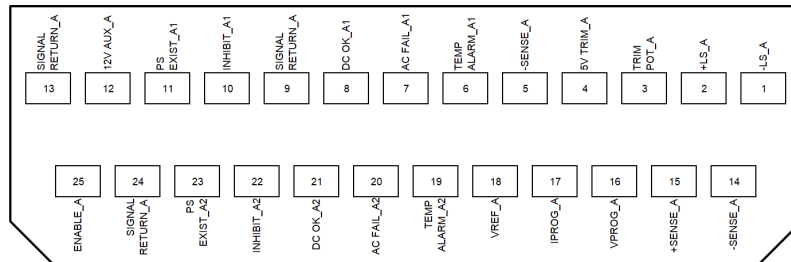 SIGNAL
RETURN_A
12V AUX_A
PS
EXIST_A1
INHIBIT_A1
SIGNAL
RETURN_A
DC OK_A1
AC FAIL_A1
TEMP
ALARM_A1
-SENSE_A
5V TRIM_A
TRIM
POT_A
+LS_A
-LS_A
13
12
11
10
9
8
7
6
5
4
3
2
1
25
24
23
22
21
20
19
18
17
16
15
14
ENABLE_A
SIGNAL
RETURN_A
PS
EXIST_A2
INHIBIT_A2
DC OK_A2
AC FAIL_A2
TEMP
ALARM_A2
VREF_A
IPROG_A
VPROG_A
+SENSE_A
-SENSE_A